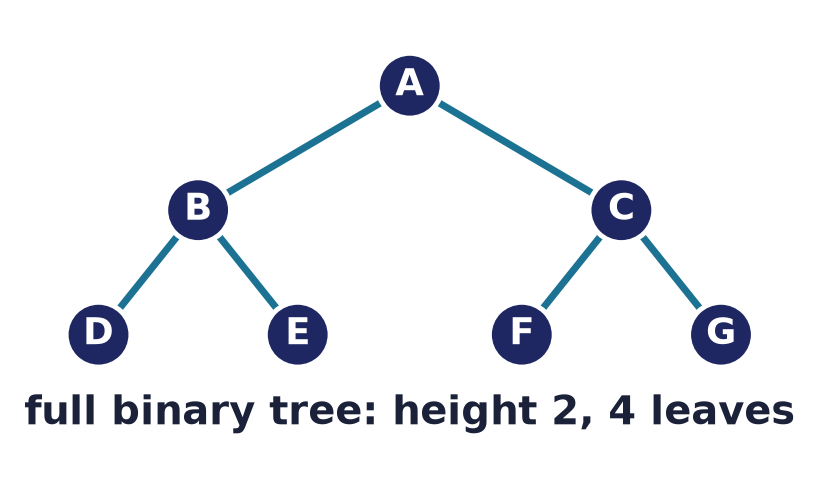 A
B C
D E F G
full binary tree: height 2, 4 leaves